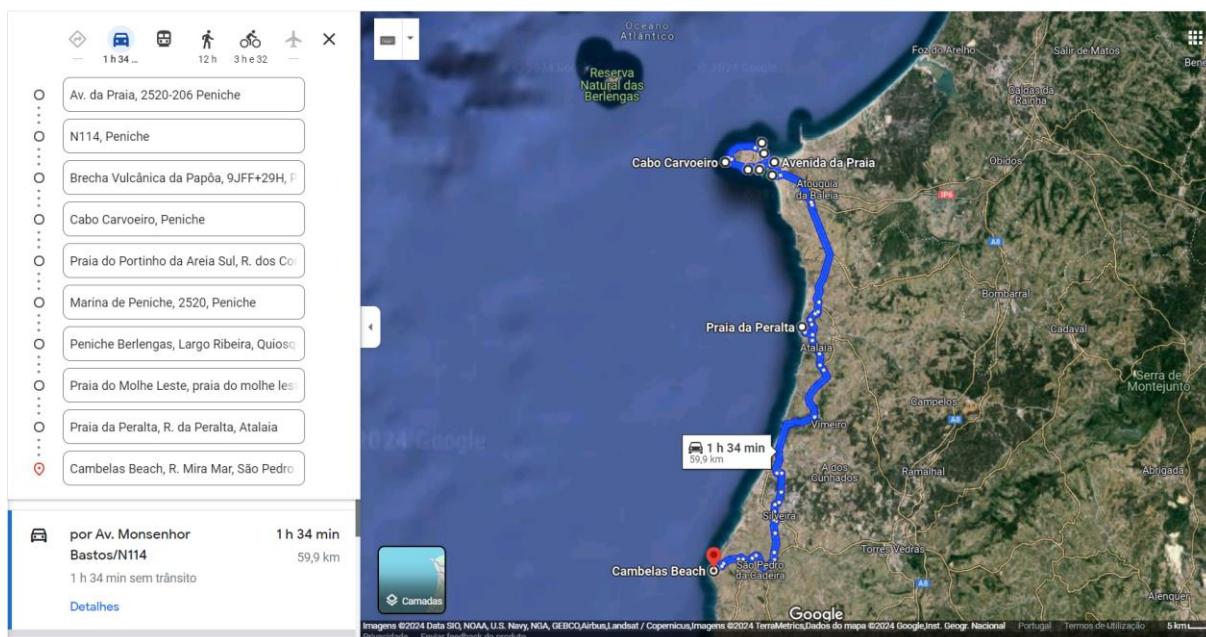 1 h 34 ...
12 h
3 h e 32
Av. da Praia, 2520-206 Peniche
N114, Peniche
Brecha Vulcânica da Papôa, 9JFF+29H, P
Cabo Carvoeiro, Peniche
Praia do Portinho da Areia Sul, R. dos Co
Marina de Peniche, 2520, Peniche
Peniche Berlengas, Largo Ribeira, Quiosq
Praia do Molhe Leste, praia do molhe les
Praia da Peralta, R. da Peralta, Atalaia
Cambelas Beach, R. Mira Mar, São Pedro
por Av. Monsenhor
Bastos/N114
1 h 34 min
59,9 km
1 h 34 min sem trânsito
Detalhes
Oceano
Atlântico
Reserva
Natural das
Berlengas
Foz do Arelho
Salir de Matos
Bene
Caldas da
Rainha
Cabo Carvoeiro
Avenida da Praia
Óbidos
Atouguia
da Baleia
IP6
A8
Bombarral
Praia da Peralta
Cadaval
Atalaia
Serra de
Montejunto
Campelos
A8
Vimeiro
2024 Google
1 h 34 min
59,9 km
A dos
Cunhados
Ramalhal
Abrigada
Silveira
Torres Vedras
Cambelas Beach
São Pedro
da Cadeira
A8
Alenquer
Camadas
Google
Imagens ©2024 Data SIO, NOAA, U.S. Navy, NGA, GEBCO,Airbus,Landsat / Copernicus,Imagens ©2024 TerraMetrics,Dados do mapa ©2024 Google,Inst. Geogr. Nacional
Portugal
Termos de Utilização
5 km
Privacidade
Enviar feedback do produto